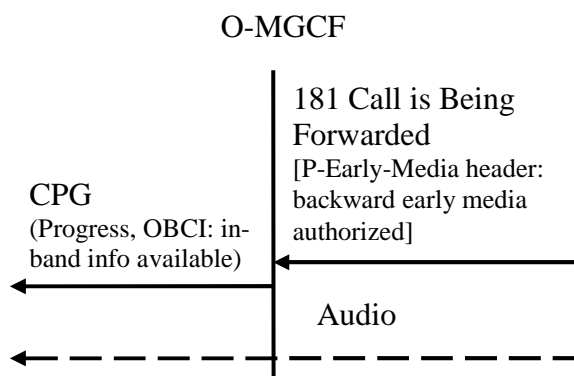 O-MGCF
181 Call is Being
Forwarded
[P-Early-Media header:
backward early media
authorized]
CPG
(Progress, OBCI: in-
band info available)
Audio